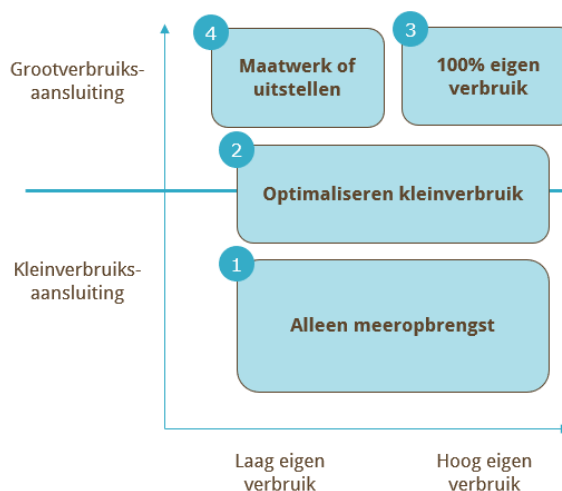 Grootverbruiks-
aansluiting
4
Maatwerk of
uitstellen
3
100% eigen
verbruik
2
Optimaliseren kleinverbruik
Kleinverbruiks-
aansluiting
1
Alleen meeropbrengst
Laag eigen
verbruik
Hoog eigen
verbruik